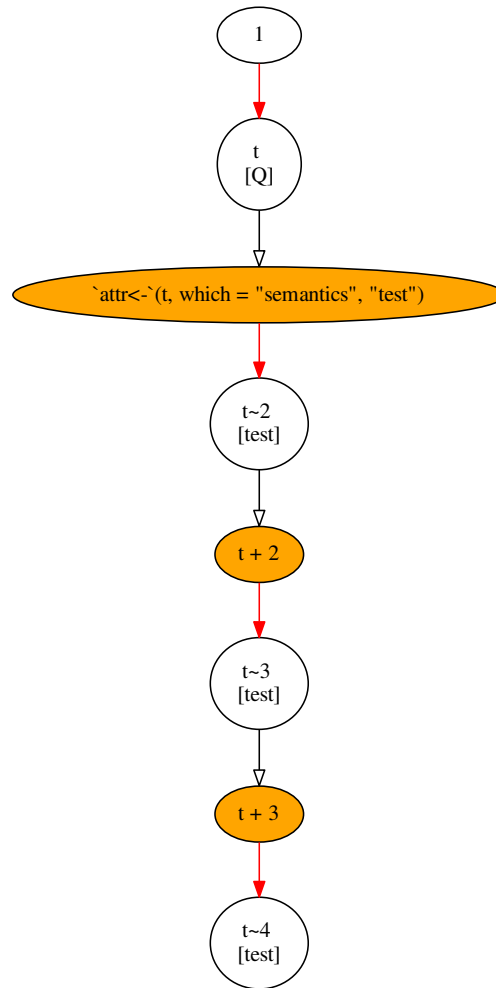 1
t
[Q]
`attr<-`(t, which = "semantics", "test")
t~2
[test]
t + 2
t~3
[test]
t + 3
t~4
[test]